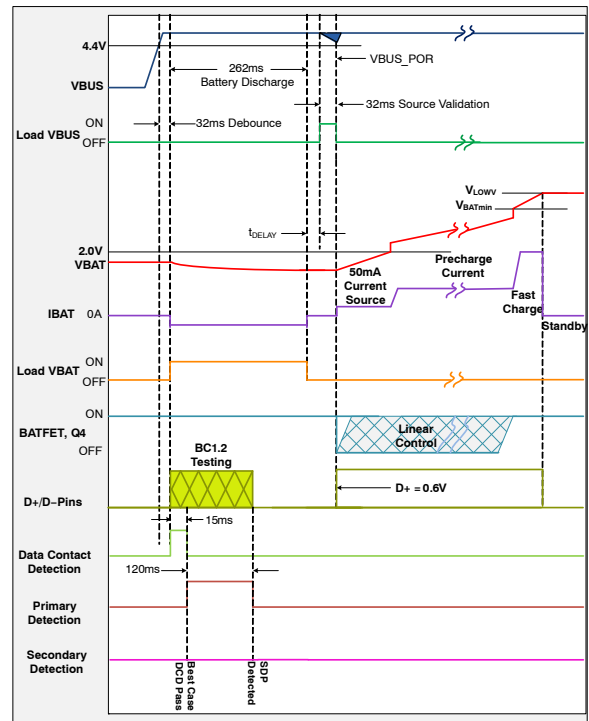 4.4V
VBUS
262ms
Battery Discharge
VBUS_POR
32ms Source Validation
Load VBUS
ON
OFF
32ms Debounce
VLOWV
VBATmin
tDELAY
2.0V
VBAT
50mA
Current
Source
Precharge
Current
Fast
Charge
Standby
IBAT
0A
Load VBAT
ON
OFF
BATFET, Q4
ON
OFF
Linear
Control
BC1.2
Testing
D+/D−Pins
D+ = 0.6V
15ms
Data Contact
Detection
120ms
Primary
Detection
Secondary
Detection
Best Case
DCD Pass
SDP
Detected